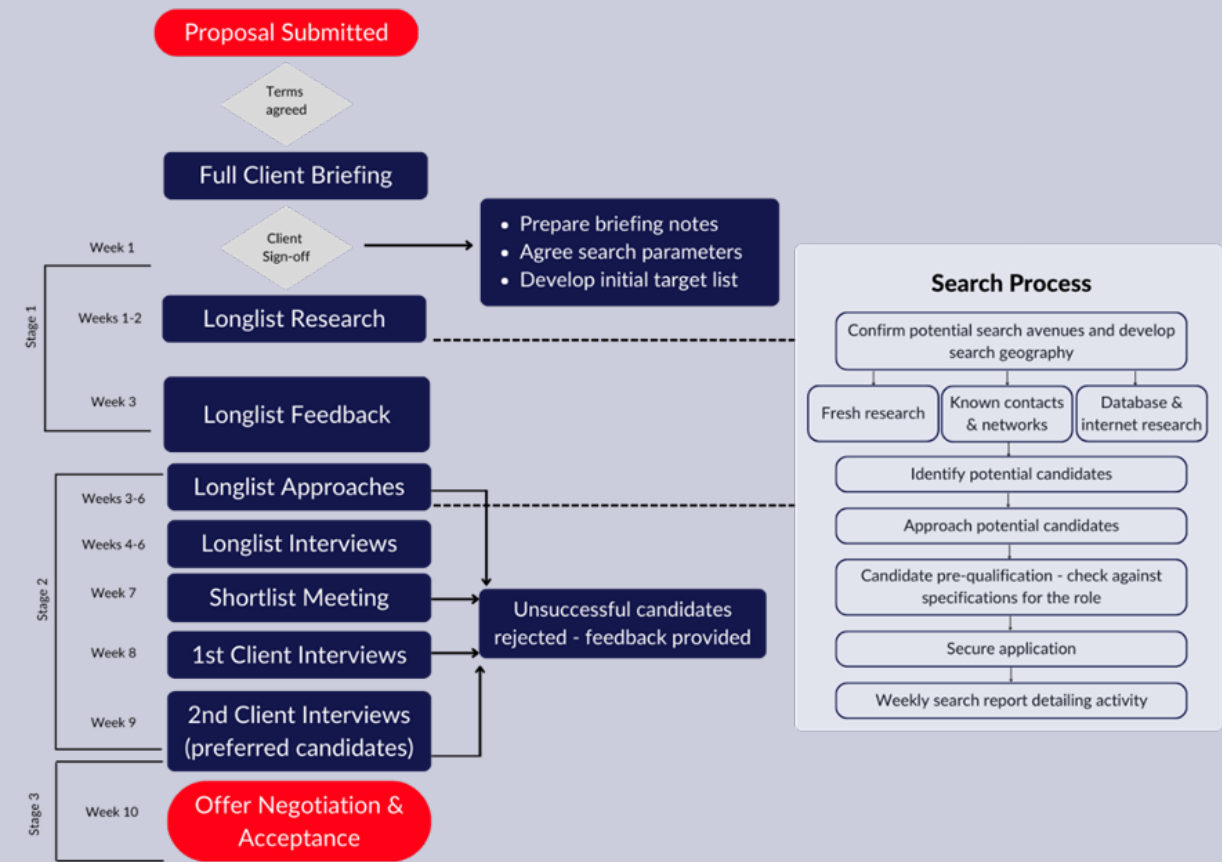 Proposal Submitted
Terms
agreed
Full Client Briefing
Week 1
Client
Sign-off
• Prepare briefing notes
• Agree search parameters
• Develop initial target list
Stage 1
Weeks 1-2
Longlist Research
Week 3
Longlist Feedback
Stage 2
Weeks 3-6
Longlist Approaches
Weeks 4-6
Longlist Interviews
Week 7
Shortlist Meeting
Unsuccessful candidates
rejected - feedback provided
Week 8
1st Client Interviews
Week 9
2nd Client Interviews
(preferred candidates)
Stage 3
Week 10
Offer Negotiation &
Acceptance
Search Process
Confirm potential search avenues and develop
search geography
Fresh research
Known contacts
& networks
Database &
internet research
Identify potential candidates
Approach potential candidates
Candidate pre-qualification - check against
specifications for the role
Secure application
Weekly search report detailing activity